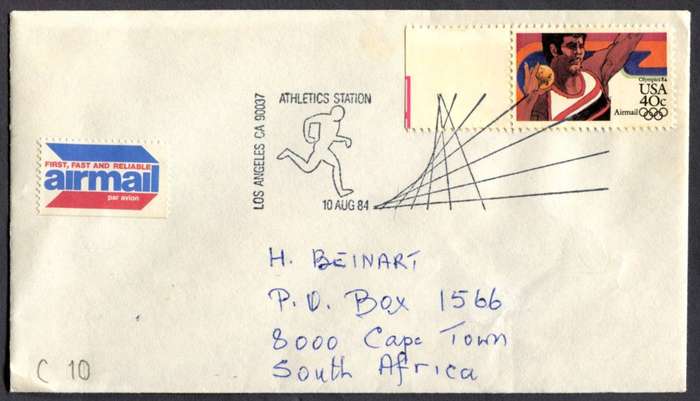 Olympics 84
USA
40c
Airmail
ATHLETICS STATION
LOS ANGELES CA 90037
10 AUG 84
FIRST, FAST AND RELIABLE
airmail
par avion
H. BEINART
P.O. Box 1566
8000 Cape Town
South Africa
C 10